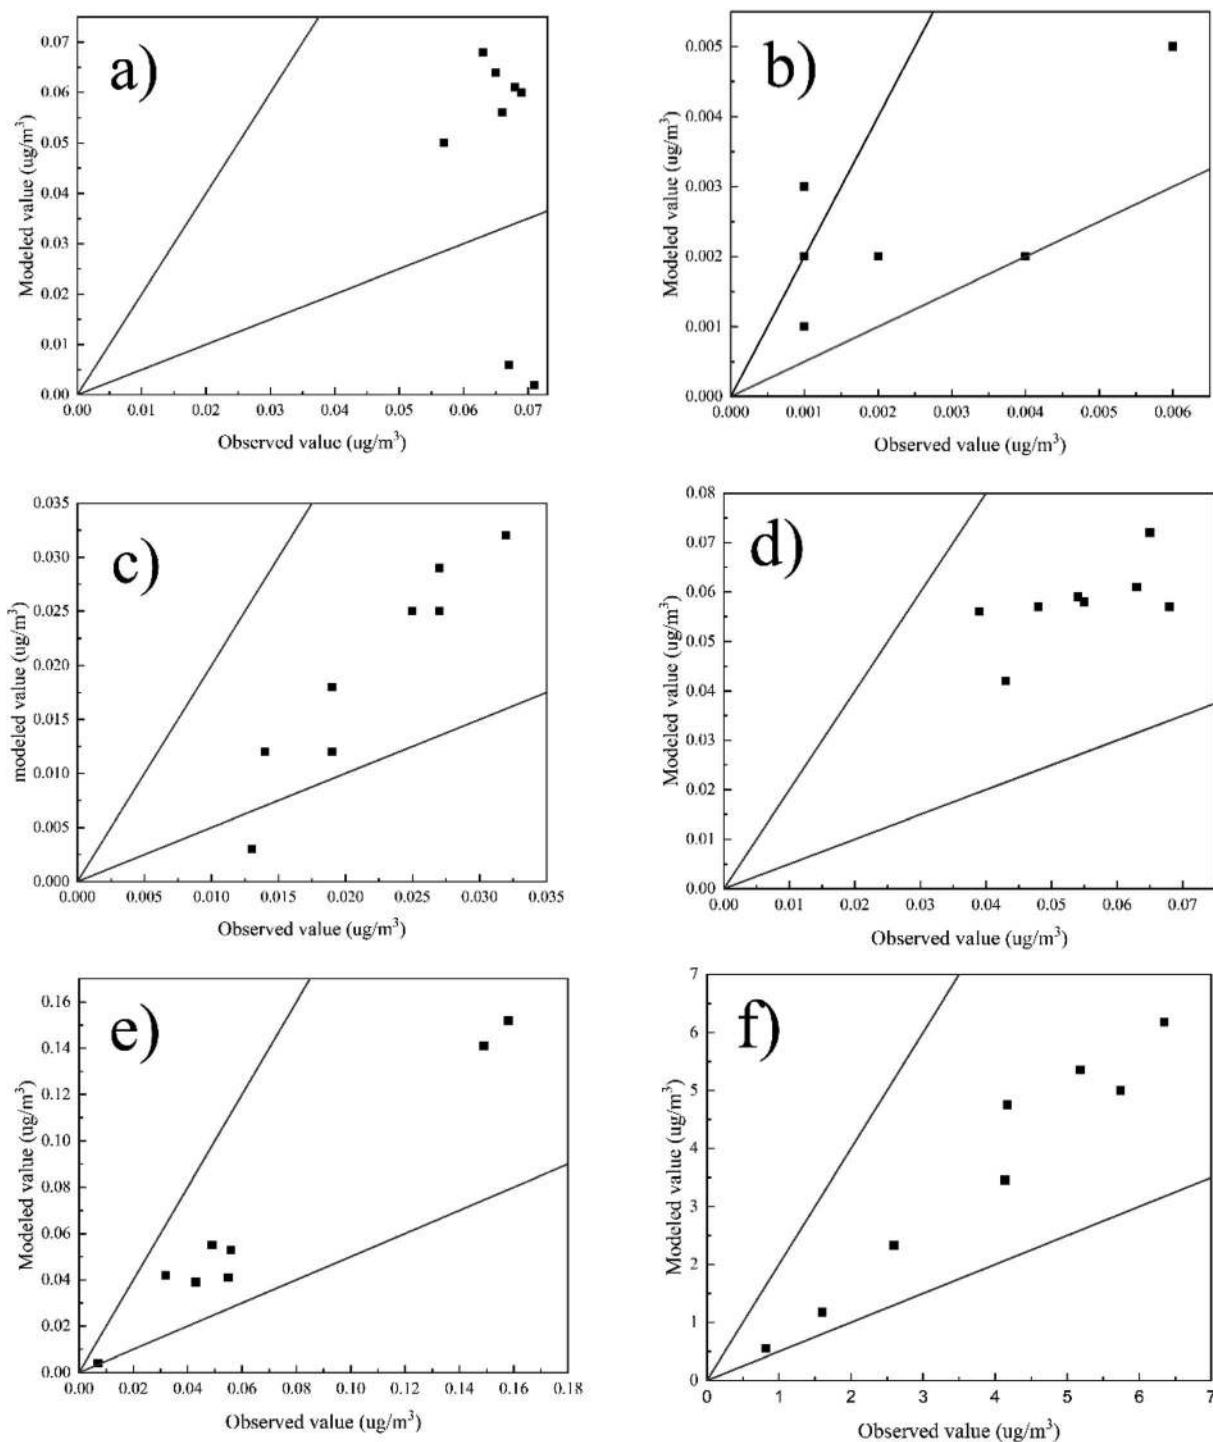 a)
0.07
0.06
0.05
0.04
0.03
0.02
0.01
0.00
Modeled value (ug/m³)
0.00 0.01 0.02 0.03 0.04 0.05 0.06 0.07
Observed value (ug/m³)
b)
0.005
0.004
0.003
0.002
0.001
0.000
Modeled value (ug/m³)
0.000 0.001 0.002 0.003 0.004 0.005 0.006
Observed value (ug/m³)
c)
0.035
0.030
0.025
0.020
0.015
0.010
0.005
0.000
modeled value (ug/m³)
0.000 0.005 0.010 0.015 0.020 0.025 0.030 0.035
Observed value (ug/m³)
d)
0.08
0.07
0.06
0.05
0.04
0.03
0.02
0.01
0.00
Modeled value (ug/m³)
0.00 0.01 0.02 0.03 0.04 0.05 0.06 0.07
Observed value (ug/m³)
e)
0.16
0.14
0.12
0.10
0.08
0.06
0.04
0.02
0.00
Modeled value (ug/m³)
0.00 0.02 0.04 0.06 0.08 0.10 0.12 0.14 0.16 0.18
Observed value (ug/m³)
f)
7
6
5
4
3
2
1
0
Modeled value (ug/m³)
0 1 2 3 4 5 6 7
Observed value (ug/m³)